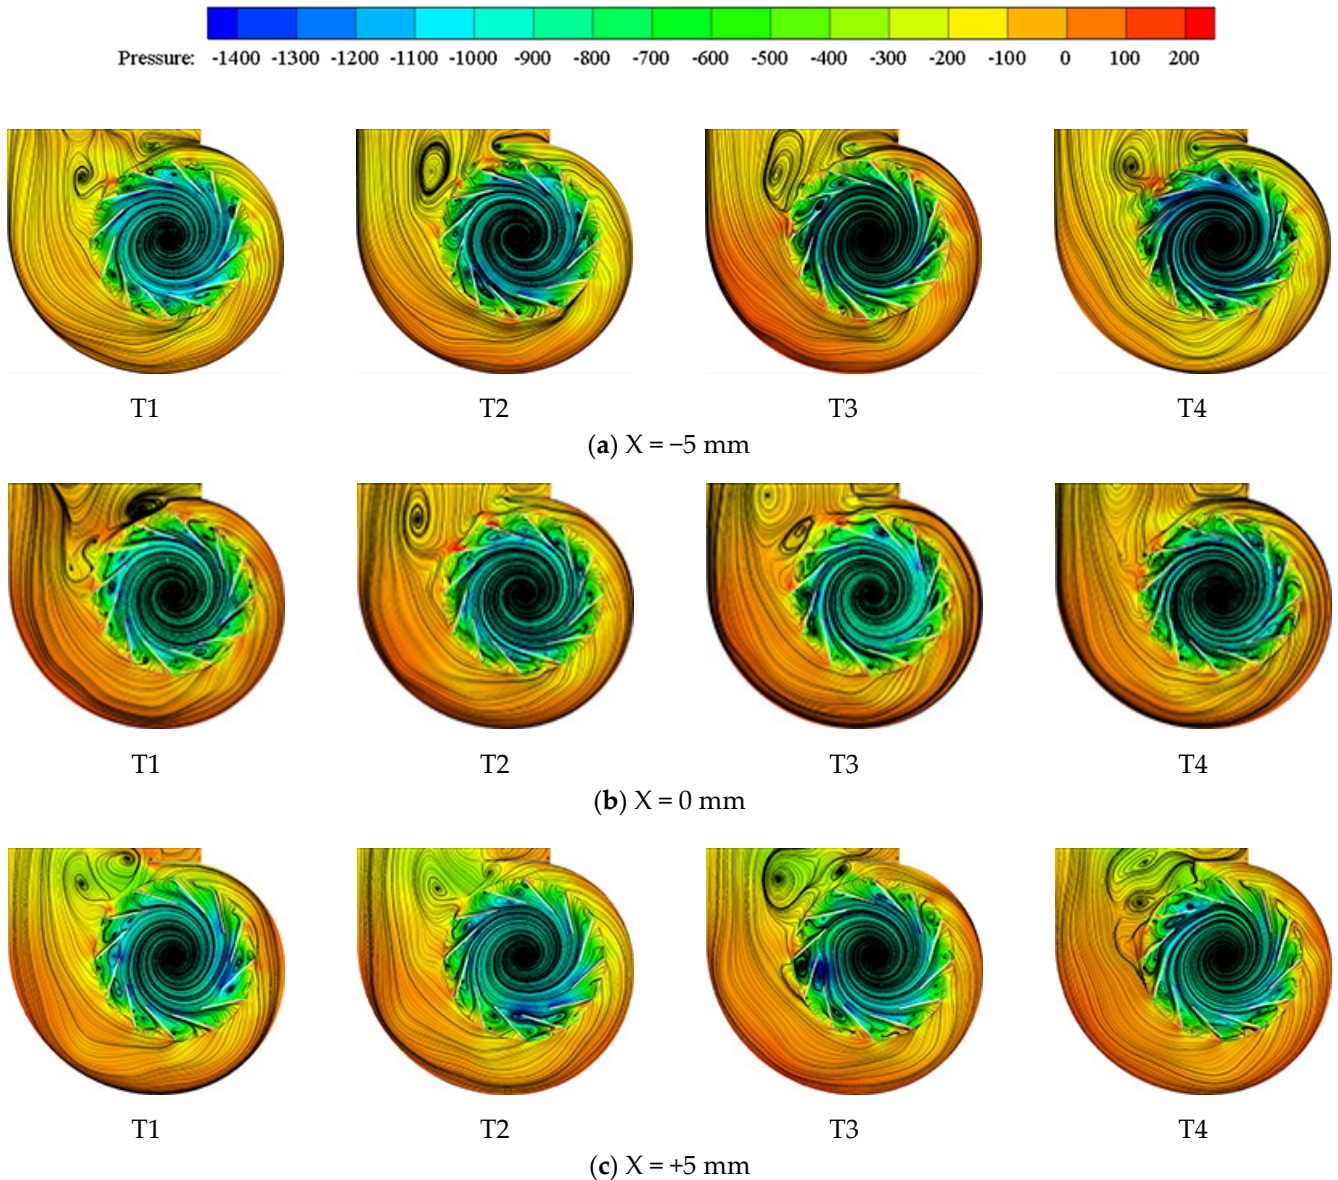 Pressure: -1400 -1300 -1200 -1100 -1000 -900 -800 -700 -600 -500 -400 -300 -200 -100 0 100 200
T1 T2 T3 T4
(a) X = −5 mm
T1 T2 T3 T4
(b) X = 0 mm
T1 T2 T3 T4
(c) X = +5 mm